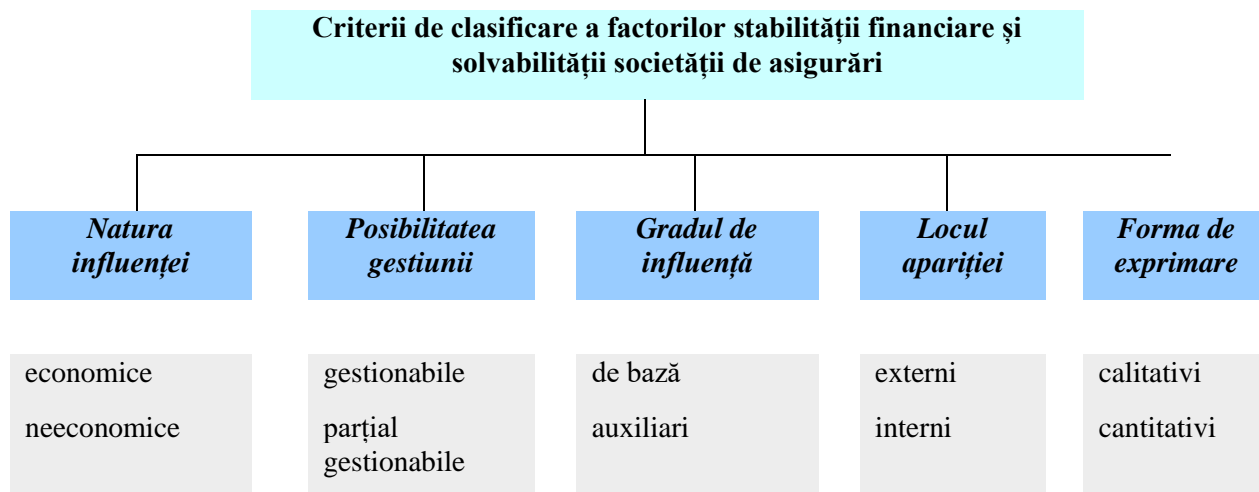 Criterii de clasificare a factorilor stabilității financiare și
solvabilității societății de asigurări
Natura
influenței
Posibilitatea
gestiunii
Gradul de
influență
Locul
apariției
Forma de
exprimare
economice
neeconomice
gestionabile
parțial
gestionabile
de bază
auxiliari
externi
interni
calitativi
cantitativi